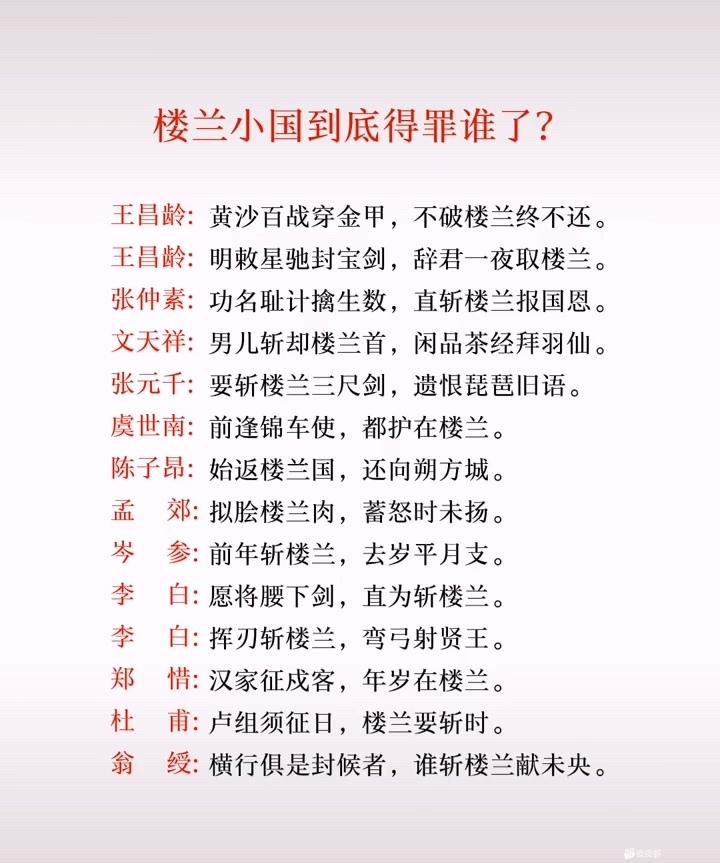 楼兰小国到底得罪谁了?
王昌龄: 黄沙百战穿金甲，不破楼兰终不还。
王昌龄: 明敕星驰封宝剑，辞君一夜取楼兰。
张仲素: 功名耻计擒生数，直斩楼兰报国恩。
文天祥: 男儿斩却楼兰首，闲品茶经拜羽仙。
张元千: 要斩楼兰三尺剑，遗恨琵琶旧语。
虞世南: 前逢锦车使，都护在楼兰。
陈子昂: 始返楼兰国，还向朔方城。
孟 郊: 拟脍楼兰肉，蓄怒时未扬。
岑 参: 前年斩楼兰，去岁平月支。
李 白: 愿将腰下剑，直为斩楼兰。
李 白: 挥刃斩楼兰，弯弓射贤王。
郑 惜: 汉家征戍客，年岁在楼兰。
杜 甫: 卢组须征日，楼兰要斩时。
翁 绶: 横行俱是封候者，谁斩楼兰献未央。